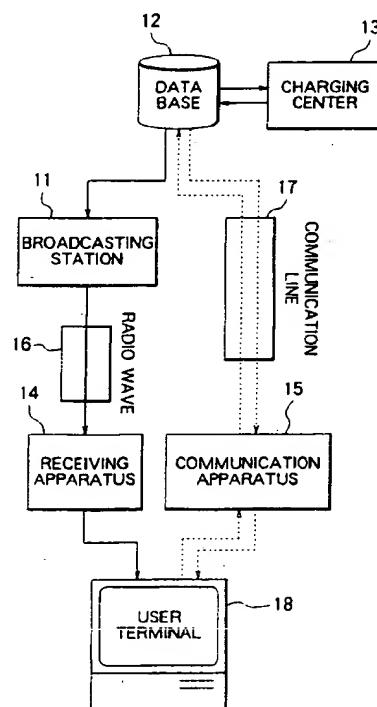 12
13
DATA
BASE
CHARGING
CENTER
11
17
BROADCASTING
STATION
COMMUNICATION
LINE
16
RADIO WAVE
14
15
RECEIVING
APPARATUS
COMMUNICATION
APPARATUS
USER
TERMINAL
18